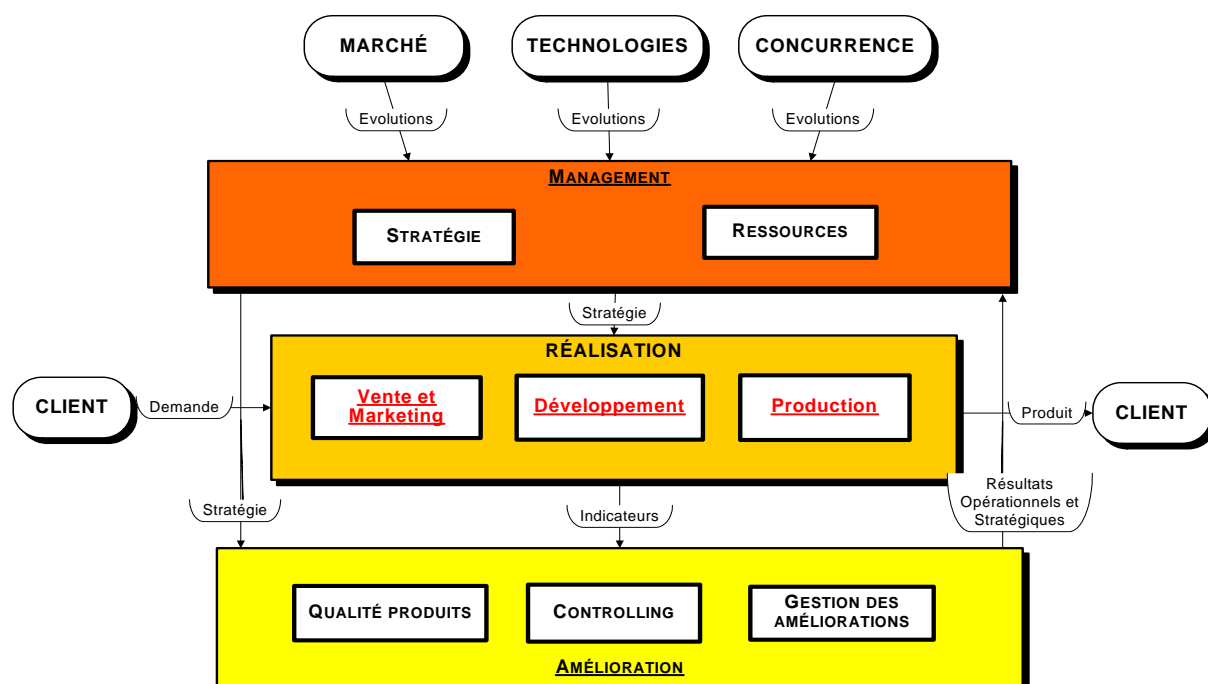 MARCHÉ
TECHNOLOGIES
CONCURRENCE
Evolutions
Evolutions
Evolutions
MANAGEMENT
STRATÉGIE
RESSOURCES
Stratégie
RÉALISATION
CLIENT
Demande
Vente et
Marketing
Développement
Production
Produit
CLIENT
Stratégie
Indicateurs
Résultats
Opérationnels et
Stratégiques
QUALITÉ PRODUITS
CONTROLLING
GESTION DES
AMÉLIORATIONS
AMÉLIORATION